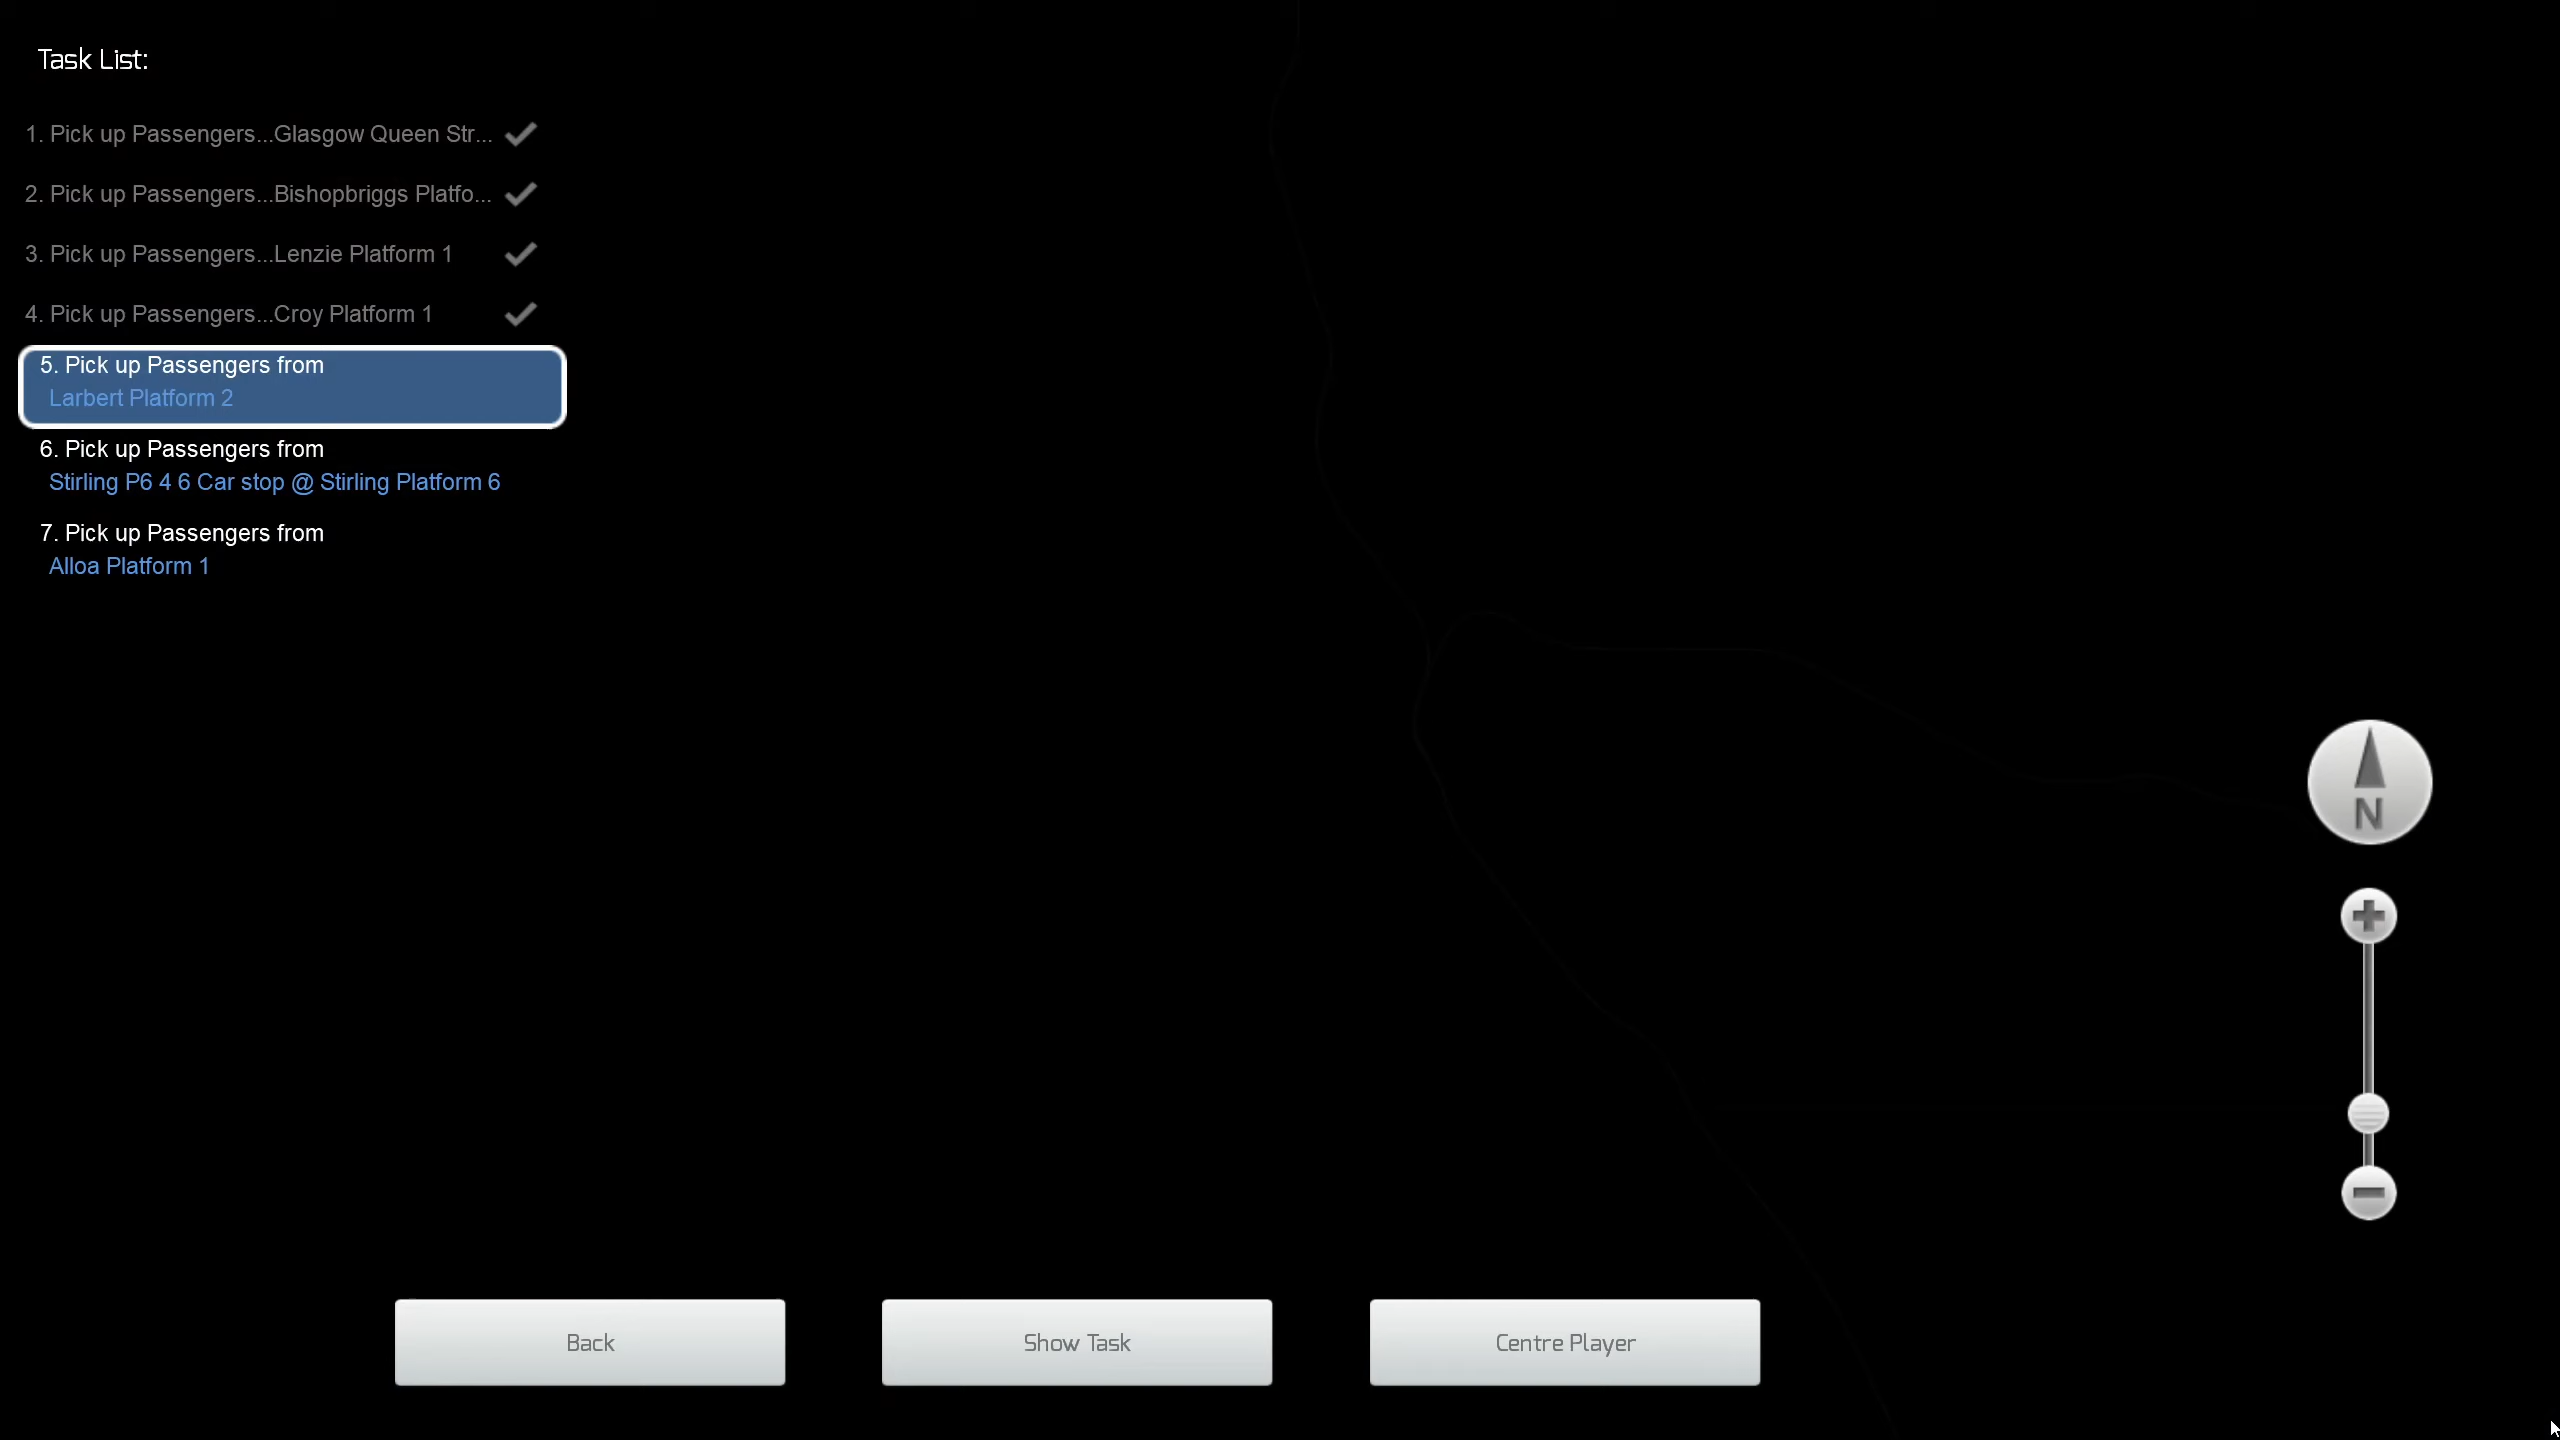 Task List:
1. Pick up Passengers...Glasgow Queen Str...
2. Pick up Passengers...Bishopbriggs Platfo...
3. Pick up Passengers...Lenzie Platform 1
4. Pick up Passengers...Croy Platform 1
5. Pick up Passengers from
Larbert Platform 2
6. Pick up Passengers from
Stirling P6 4 6 Car stop @ Stirling Platform 6
7. Pick up Passengers from
Alloa Platform 1
N
Back
Show Task
Centre Player